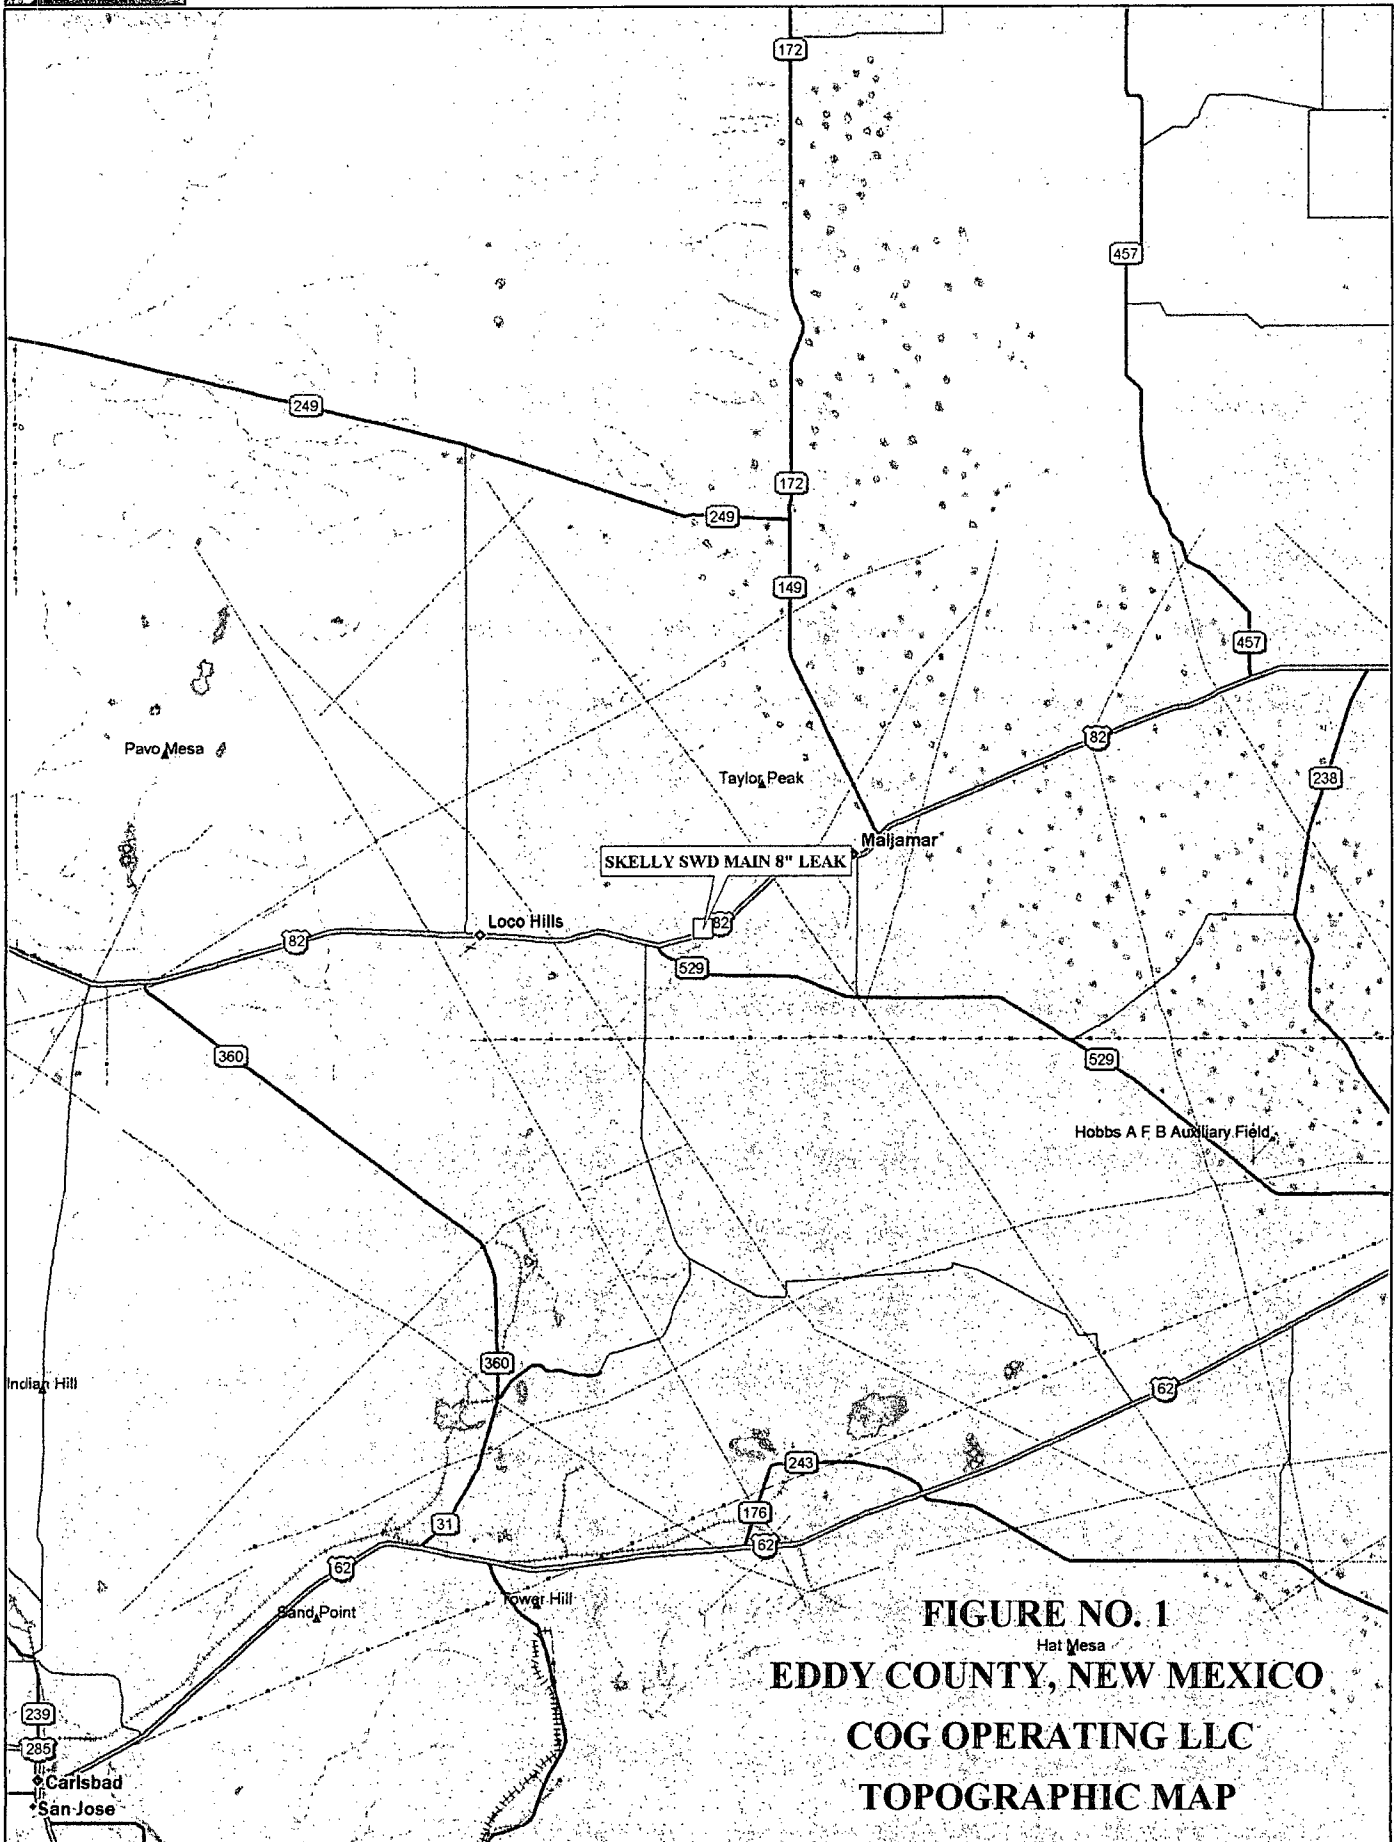 172
457
249
172
249
149
457
82
Pavo Mesa
Taylor Peak
238
Maljamar
SKELLY SWD MAIN 8" LEAK
Loco Hills
82
82
529
360
529
Hobbs A F B Auxiliary Field
360
Indian Hill
62
243
176
31
62
62
Sand Point
Tower Hill
FIGURE NO. 1
Hat Mesa
EDDY COUNTY, NEW MEXICO
239
COG OPERATING LLC
285
Carlsbad
TOPOGRAPHIC MAP
San Jose